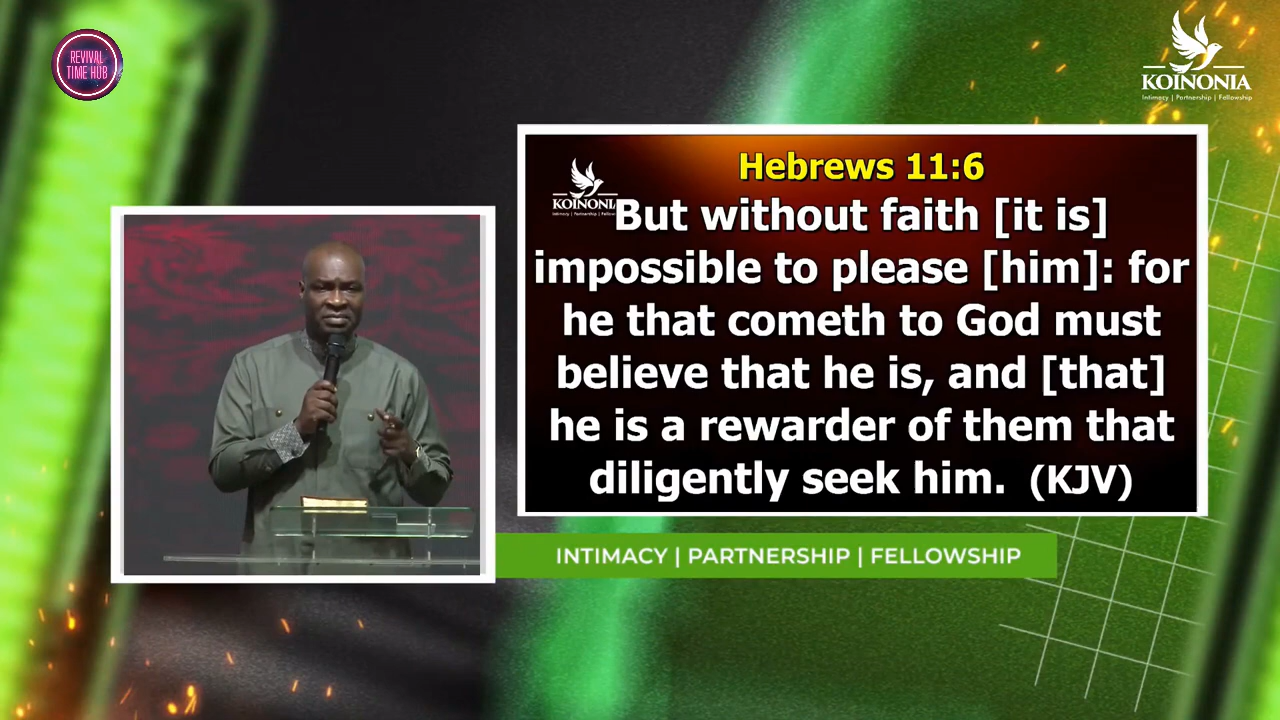 REVIVAL
TIME HUB
KOINONIA
Intimacy | Partnership | Fellowship
Hebrews 11:6
KOINONI
But without faith [it is]
impossible to please [him]: for
he that cometh to God must
believe that he is, and [that]
he is a rewarder of them that
diligently seek him. (KJV)
INTIMACY | PARTNERSHIP | FELLOWSHIP